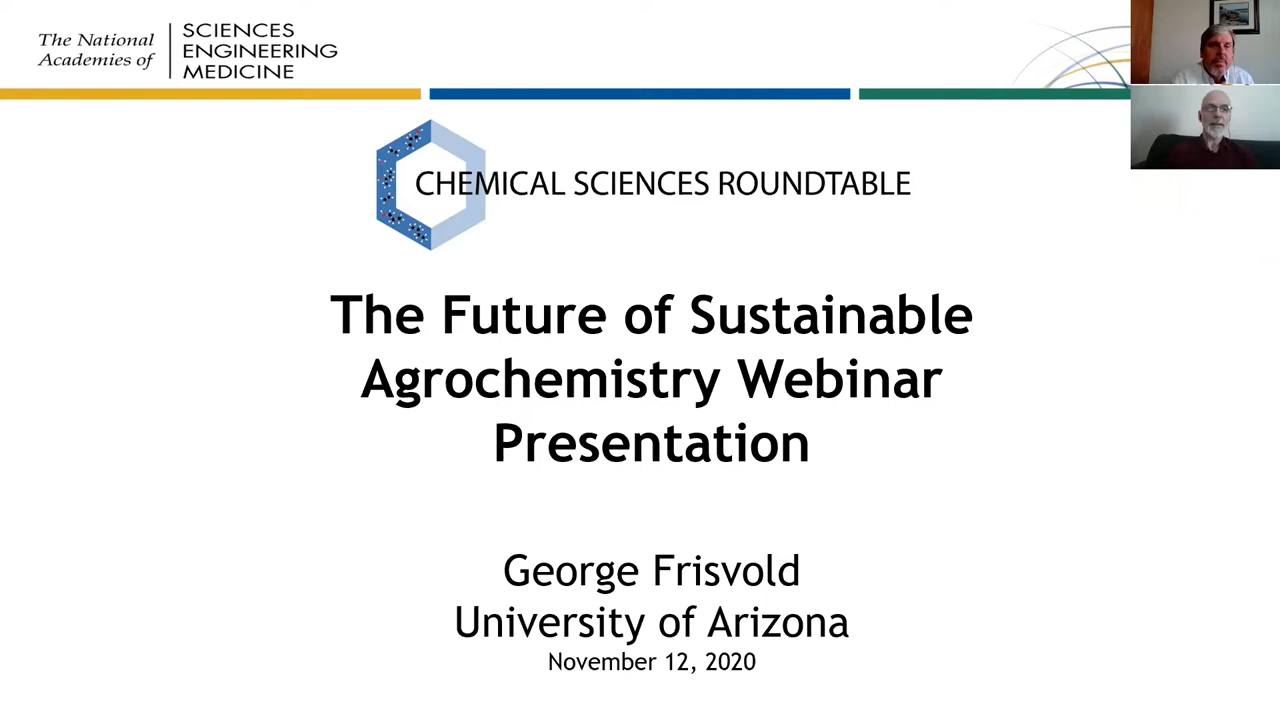 The National
Academies of
SCIENCES
ENGINEERING
MEDICINE
CHEMICAL SCIENCES ROUNDTABLE
The Future of Sustainable
Agrochemistry Webinar
Presentation
George Frisvold
University of Arizona
November 12, 2020